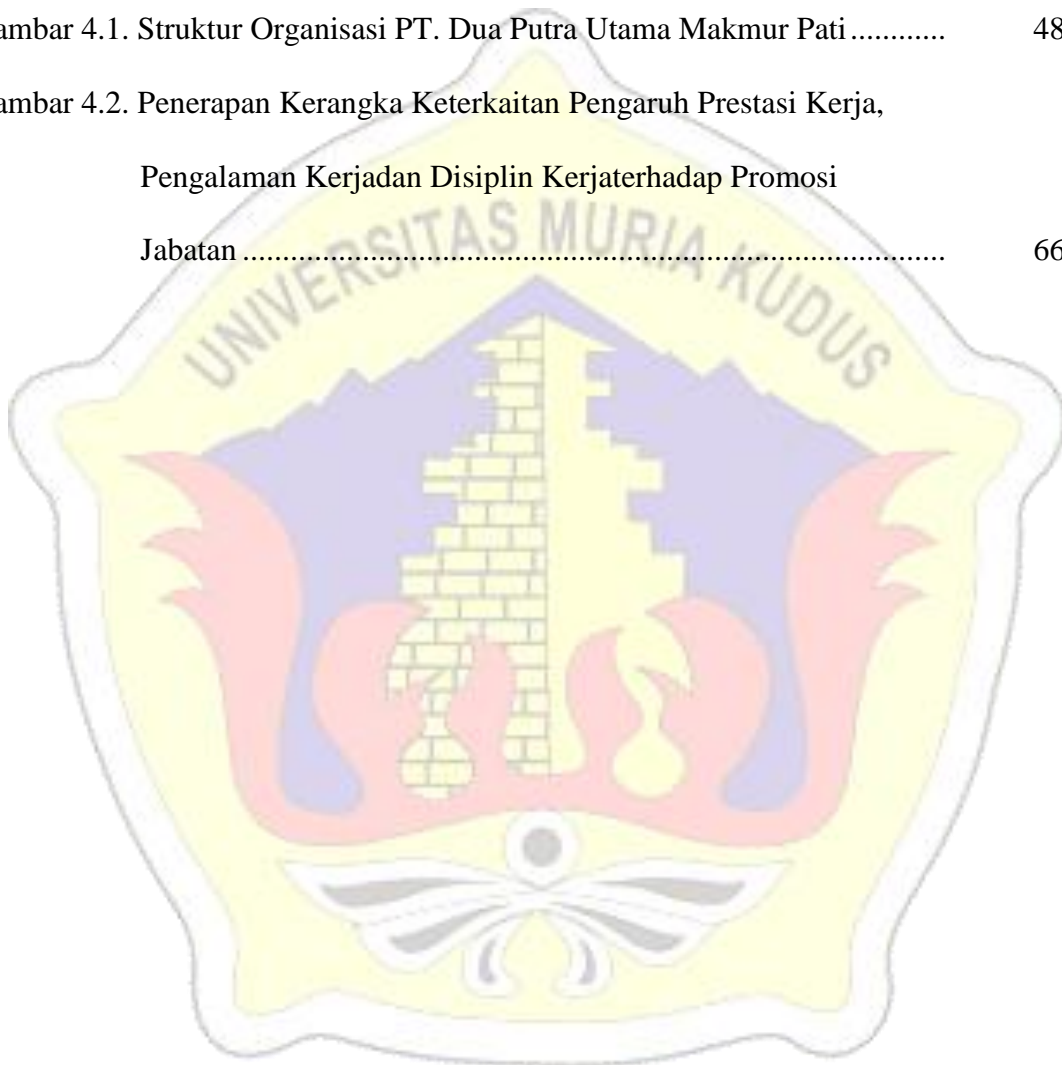 ambar 4.1. Struktur Organisasi PT. Dua Putra Utama Makmur Pati ............ 48
ambar 4.2. Penerapan Kerangka Keterkaitan Pengaruh Prestasi Kerja,
Pengalaman Kerjadan Disiplin Kerjaterhadap Promosi
Jabatan ......................................................................................... 66
UNIVERSITAS MURIA KUDUS